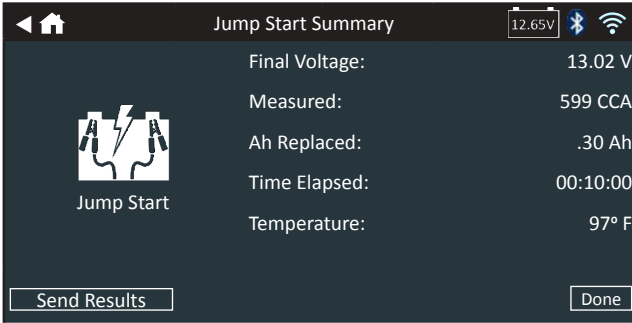 Jump Start Summary
12.65V
Final Voltage: 13.02 V
Measured: 599 CCA
Ah Replaced: .30 Ah
Time Elapsed: 00:10:00
Temperature: 97º F
Jump Start
Send Results
Done